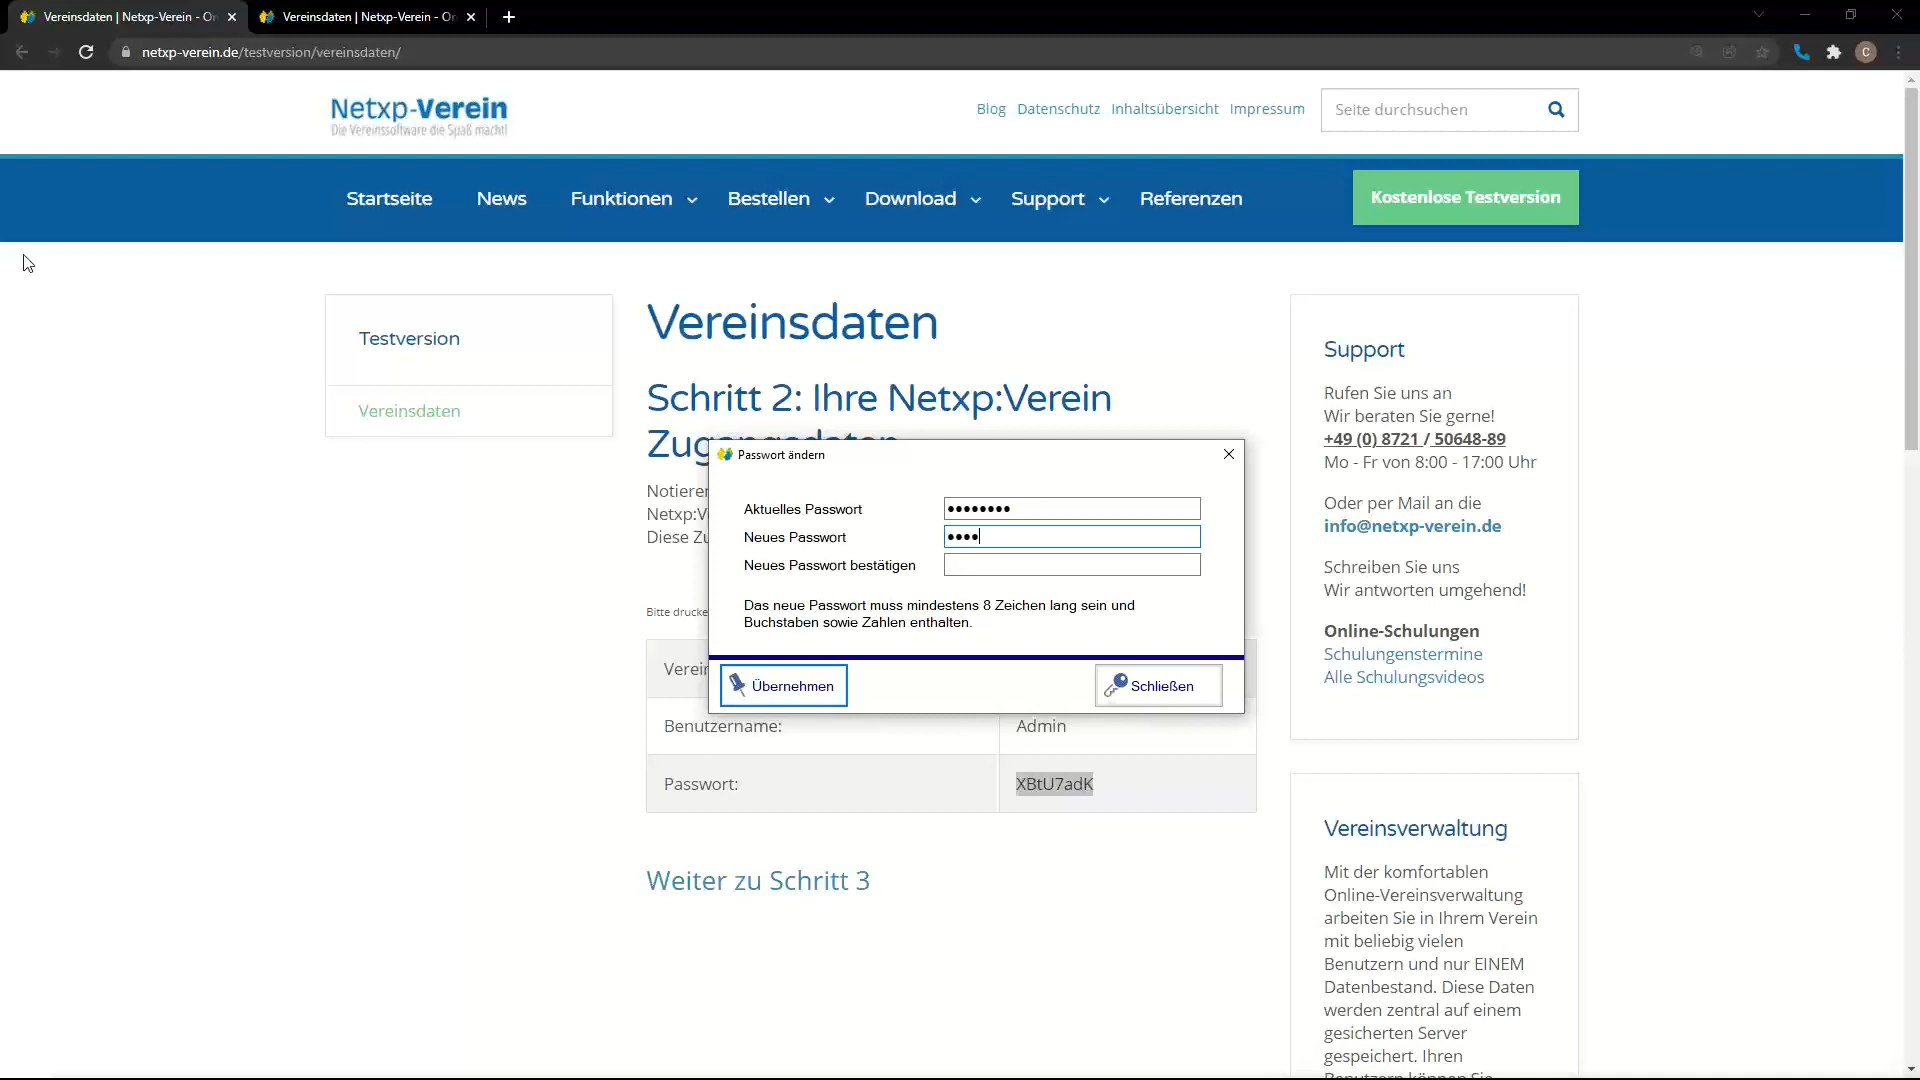 Vereinsdaten | Netxp-Verein - On
Vereinsdaten | Netxp-Verein - On
netxp-verein.de/testversion/vereinsdaten/
C
Netxp-Verein
Die Vereinssoftware die Spaß macht!
Blog Datenschutz Inhaltsübersicht Impressum
Seite durchsuchen
Startseite News Funktionen Bestellen Download Support Referenzen
Kostenlose Testversion
Testversion
Vereinsdaten
Vereinsdaten
Schritt 2: Ihre Netxp:Verein
Notieren
Netxp:V
Diese Zu
Bitte drucke
Verein
Benutzername: Admin
Passwort: XBtU7adK
Weiter zu Schritt 3
Passwort ändern
Aktuelles Passwort ••••••••
Neues Passwort ••••
Neues Passwort bestätigen
Das neue Passwort muss mindestens 8 Zeichen lang sein und
Buchstaben sowie Zahlen enthalten.
Übernehmen
Schließen
Support
Rufen Sie uns an
Wir beraten Sie gerne!
+49 (0) 8721 / 50648-89
Mo - Fr von 8:00 - 17:00 Uhr
Oder per Mail an die
info@netxp-verein.de
Schreiben Sie uns
Wir antworten umgehend!
Online-Schulungen
Schulungenstermine
Alle Schulungsvideos
Vereinsverwaltung
Mit der komfortablen
Online-Vereinsverwaltung
arbeiten Sie in Ihrem Verein
mit beliebig vielen
Benutzern und nur EINEM
Datenbestand. Diese Daten
werden zentral auf einem
gesicherten Server
gespeichert. Ihren